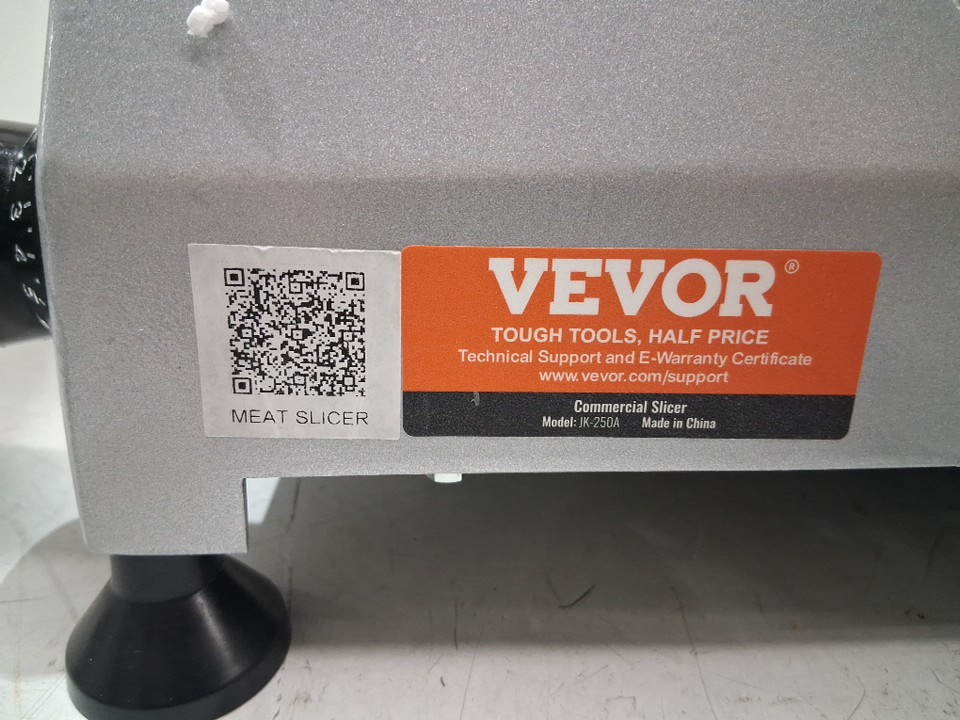 MEAT SLICER
VEVOR®
TOUGH TOOLS, HALF PRICE
Technical Support and E-Warranty Certificate
www.vevor.com/support
Commercial Slicer
Model: JK-250A Made in China